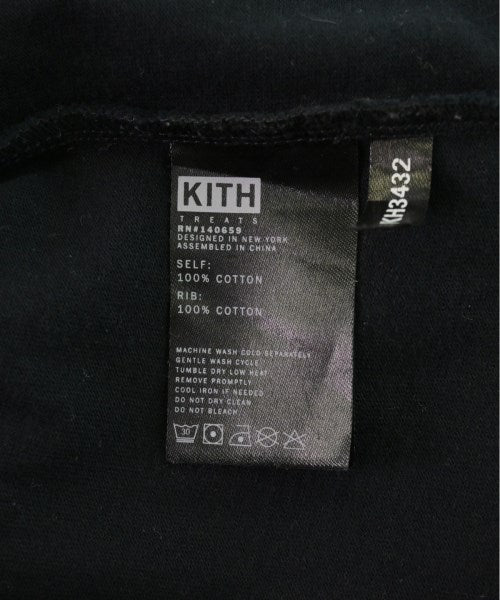 KITH
TREATS
RN#140659
DESIGNED IN NEW YORK
ASSEMBLED IN CHINA
SELF:
100% COTTON
RIB:
100% COTTON
MACHINE WASH COLD SEPARATELY
GENTLE WASH CYCLE
TUMBLE DRY LOW HEAT
REMOVE PROMPTLY
COOL IRON IF NEEDED
DO NOT DRY CLEAN
DO NOT BLEACH
30
KH3432